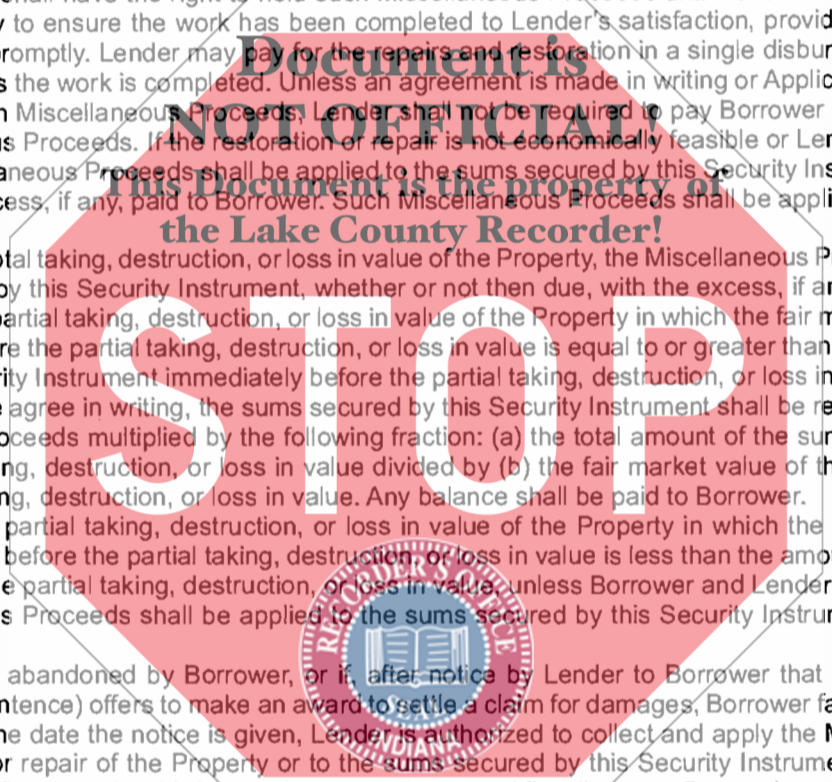 y to ensure the work has been completed to Lender's satisfaction, provid
romptly. Lender may pay for the repairs and restoration in a single disbur
Document is
s the work is completed. Unless an agreement is made in writing or Applic
n Miscellaneous Proceeds, Lender shall not be required to pay Borrower
NOT OFFICIAL!
us Proceeds. If the restoration or repair is not economically feasible or Len
aneous Proceeds shall be applied to the sums secured by this Security Ins
This Document is the property of
ess, if any, paid to Borrower. Such Miscellaneous Proceeds shall be appli
the Lake County Recorder!
otal taking, destruction, or loss in value of the Property, the Miscellaneous P
by this Security Instrument, whether or not then due, with the excess, if an
artial taking, destruction, or loss in value of the Property in which the fair m
re the partial taking, destruction, or loss in value is equal to or greater than
rity Instrument immediately before the partial taking, destruction, or loss in
STOP
agree in writing, the sums secured by this Security Instrument shall be re
oceeds multiplied by the following fraction: (a) the total amount of the sur
ng, destruction, or loss in value divided by (b) the fair market value of th
ng, destruction, or loss in value. Any balance shall be paid to Borrower.
partial taking, destruction, or loss in value of the Property in which the
before the partial taking, destruction, or loss in value is less than the amo
e partial taking, destruction, or loss in value, unless Borrower and Lender
s Proceeds shall be applied to the sums secured by this Security Instrum
RECORDER'S OFFICE
abandoned by Borrower, or if, after notice by Lender to Borrower that
SEAL
ntence) offers to make an award to settle a claim for damages, Borrower fa
he date the notice is given, Lender is authorized to collect and apply the M
INDIANA
or repair of the Property or to the sums secured by this Security Instrume